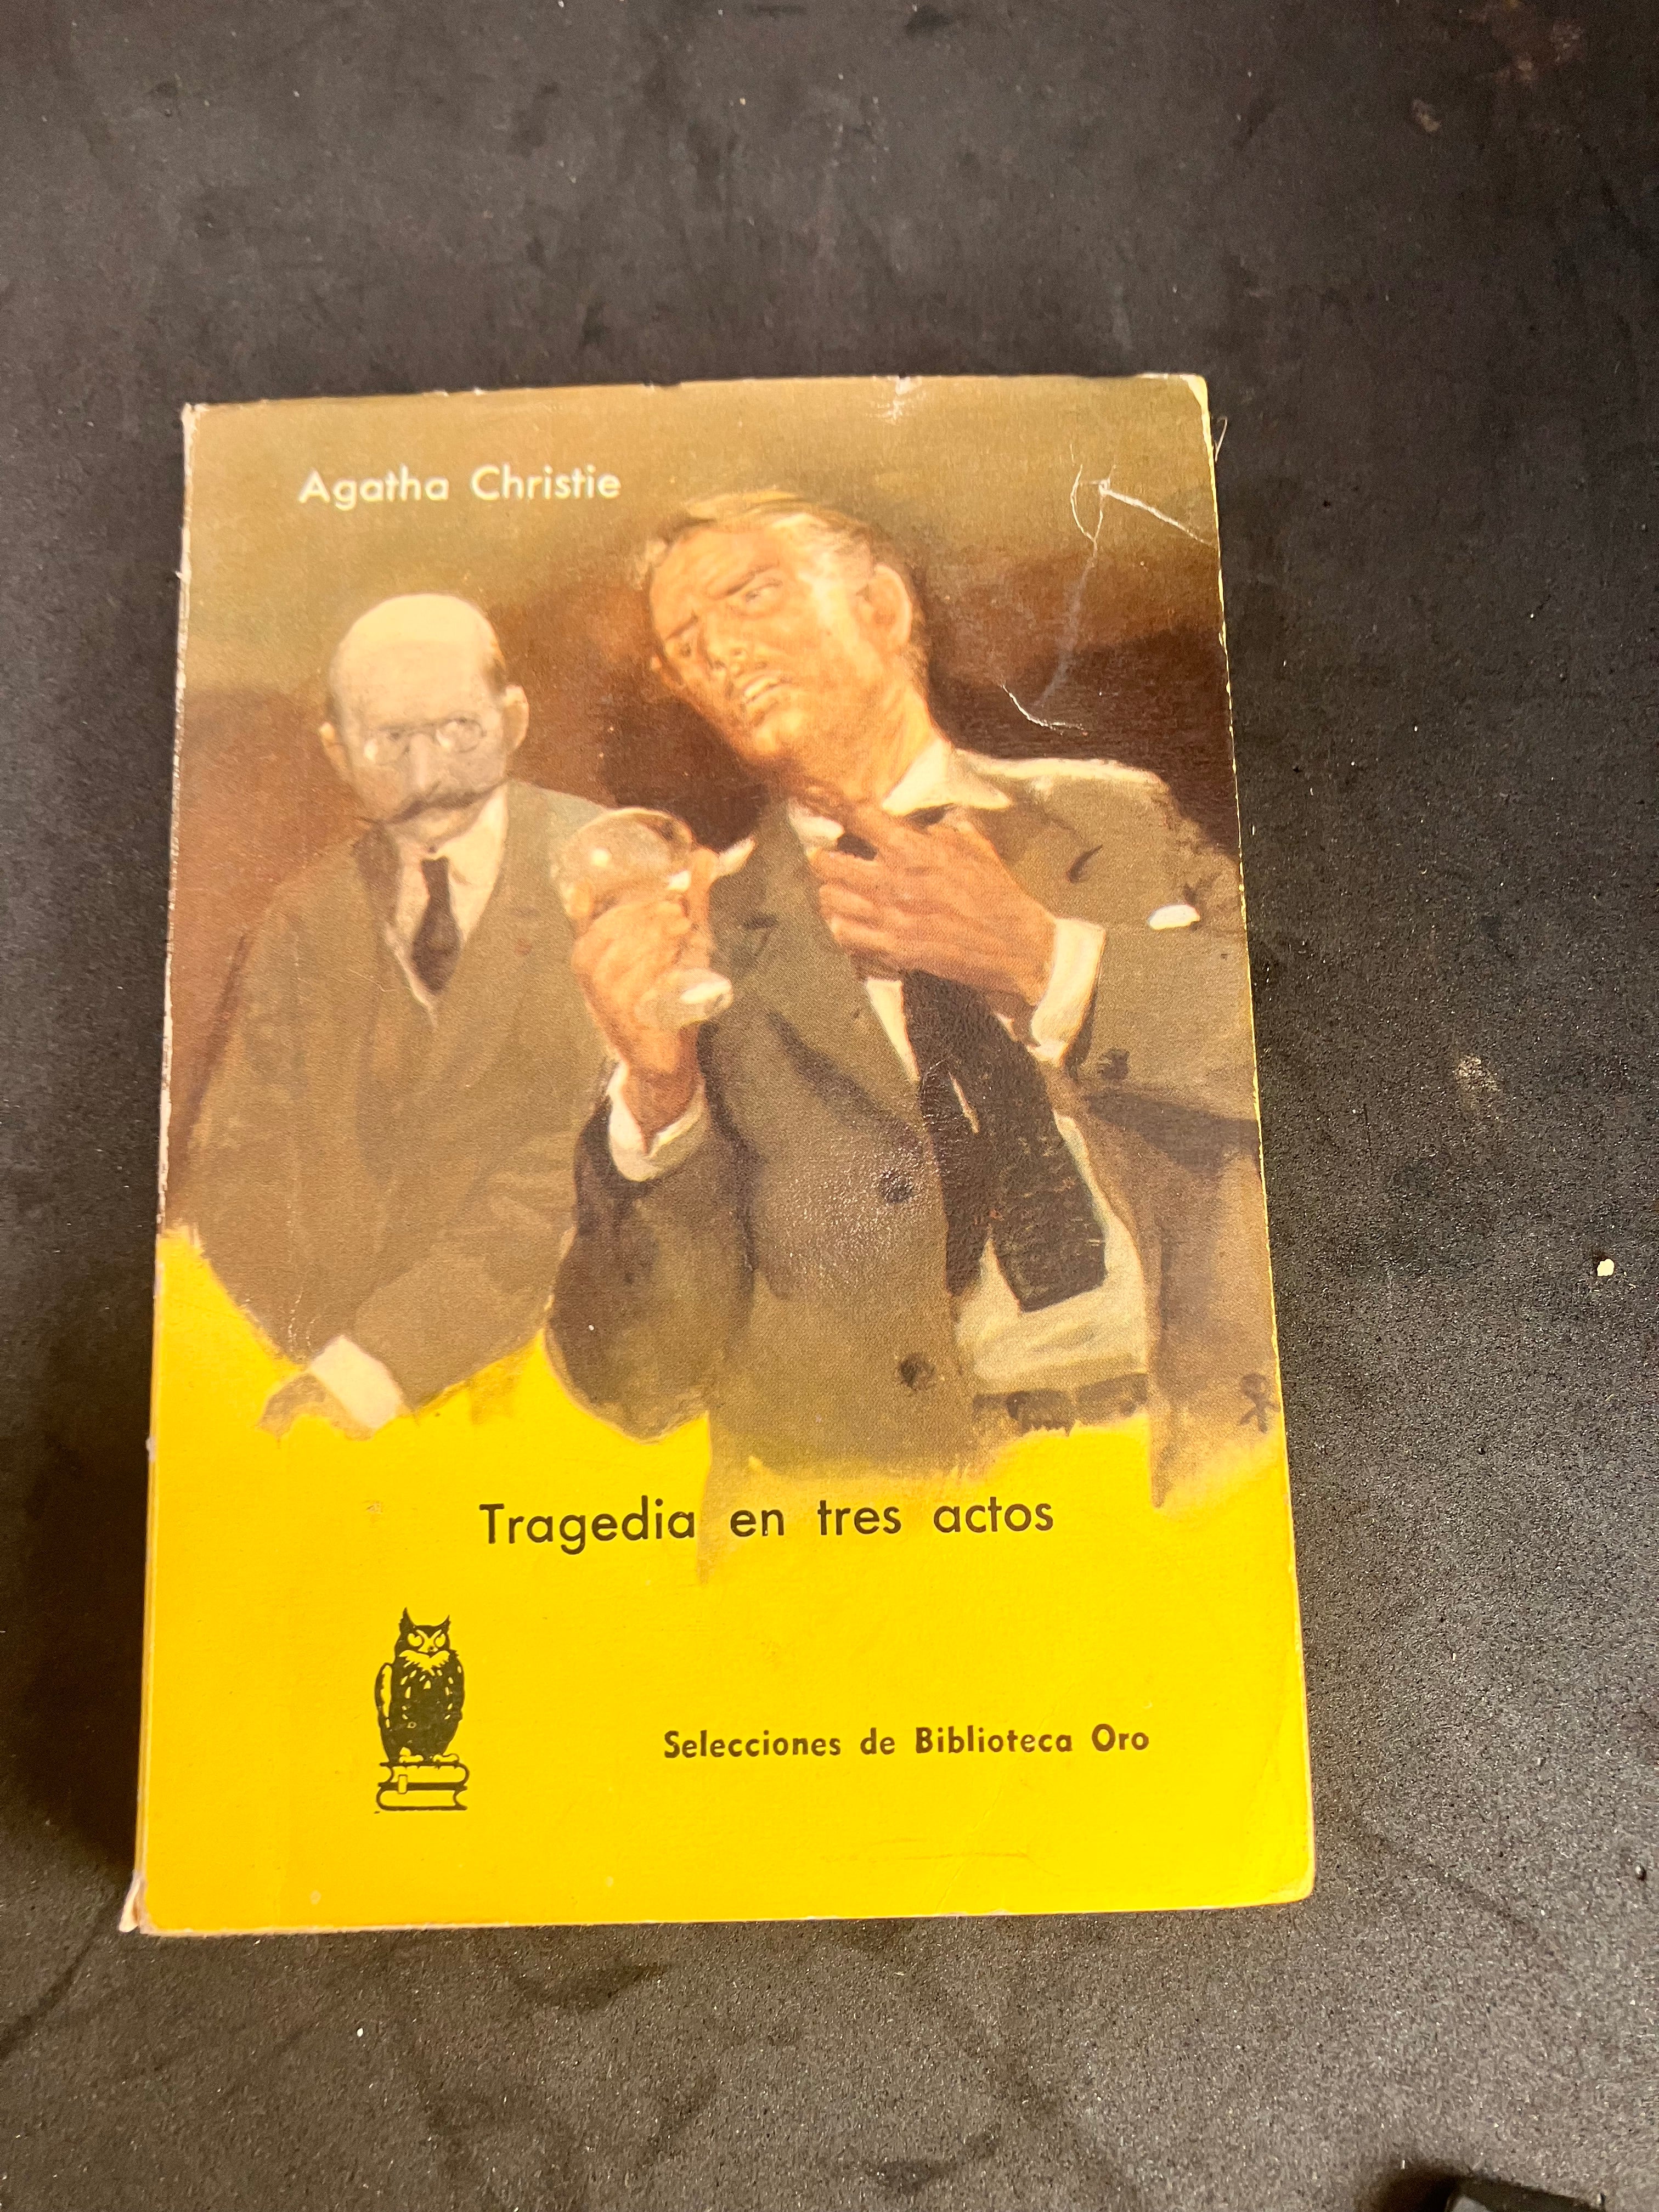 Agatha Christie
Tragedia en tres actos
Selecciones de Biblioteca Oro